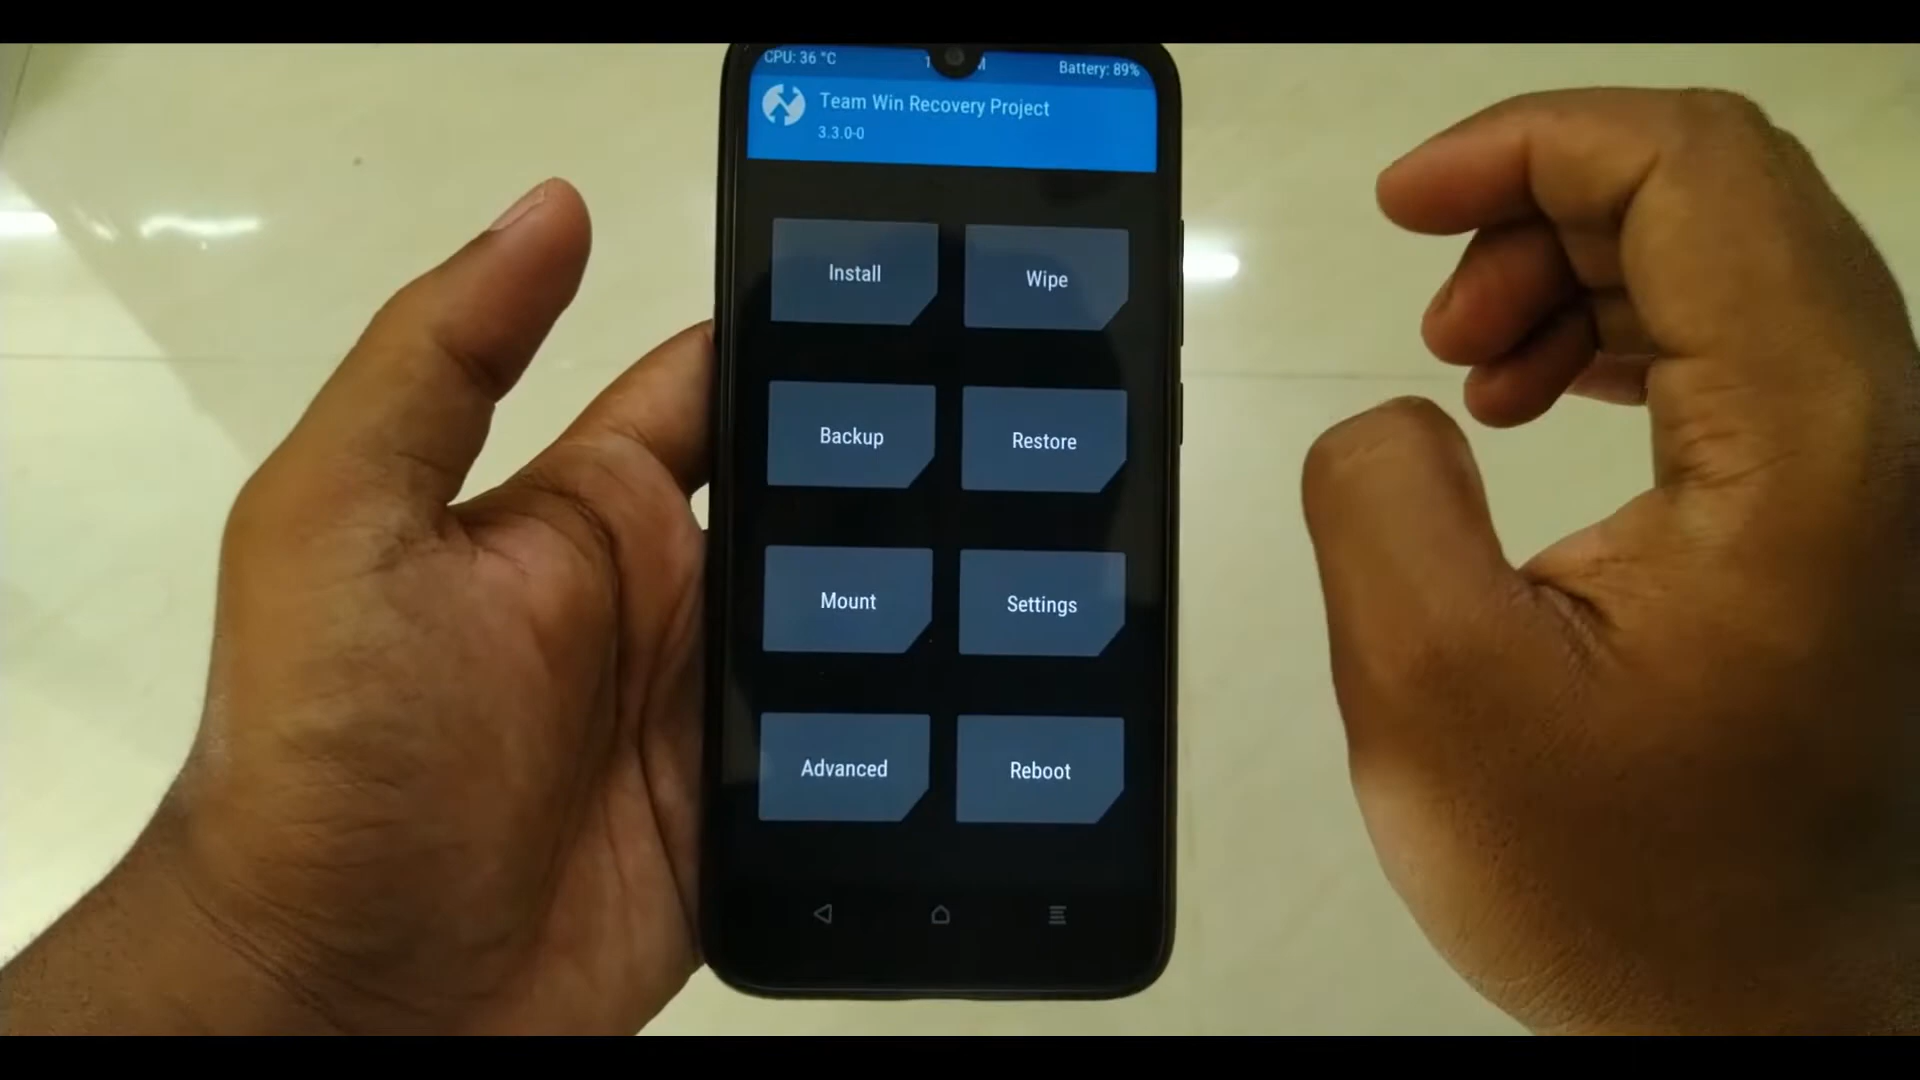 CPU: 36 °C
Battery: 89%
Team Win Recovery Project
3.3.0-0
Install
Wipe
Backup
Restore
Mount
Settings
Advanced
Reboot